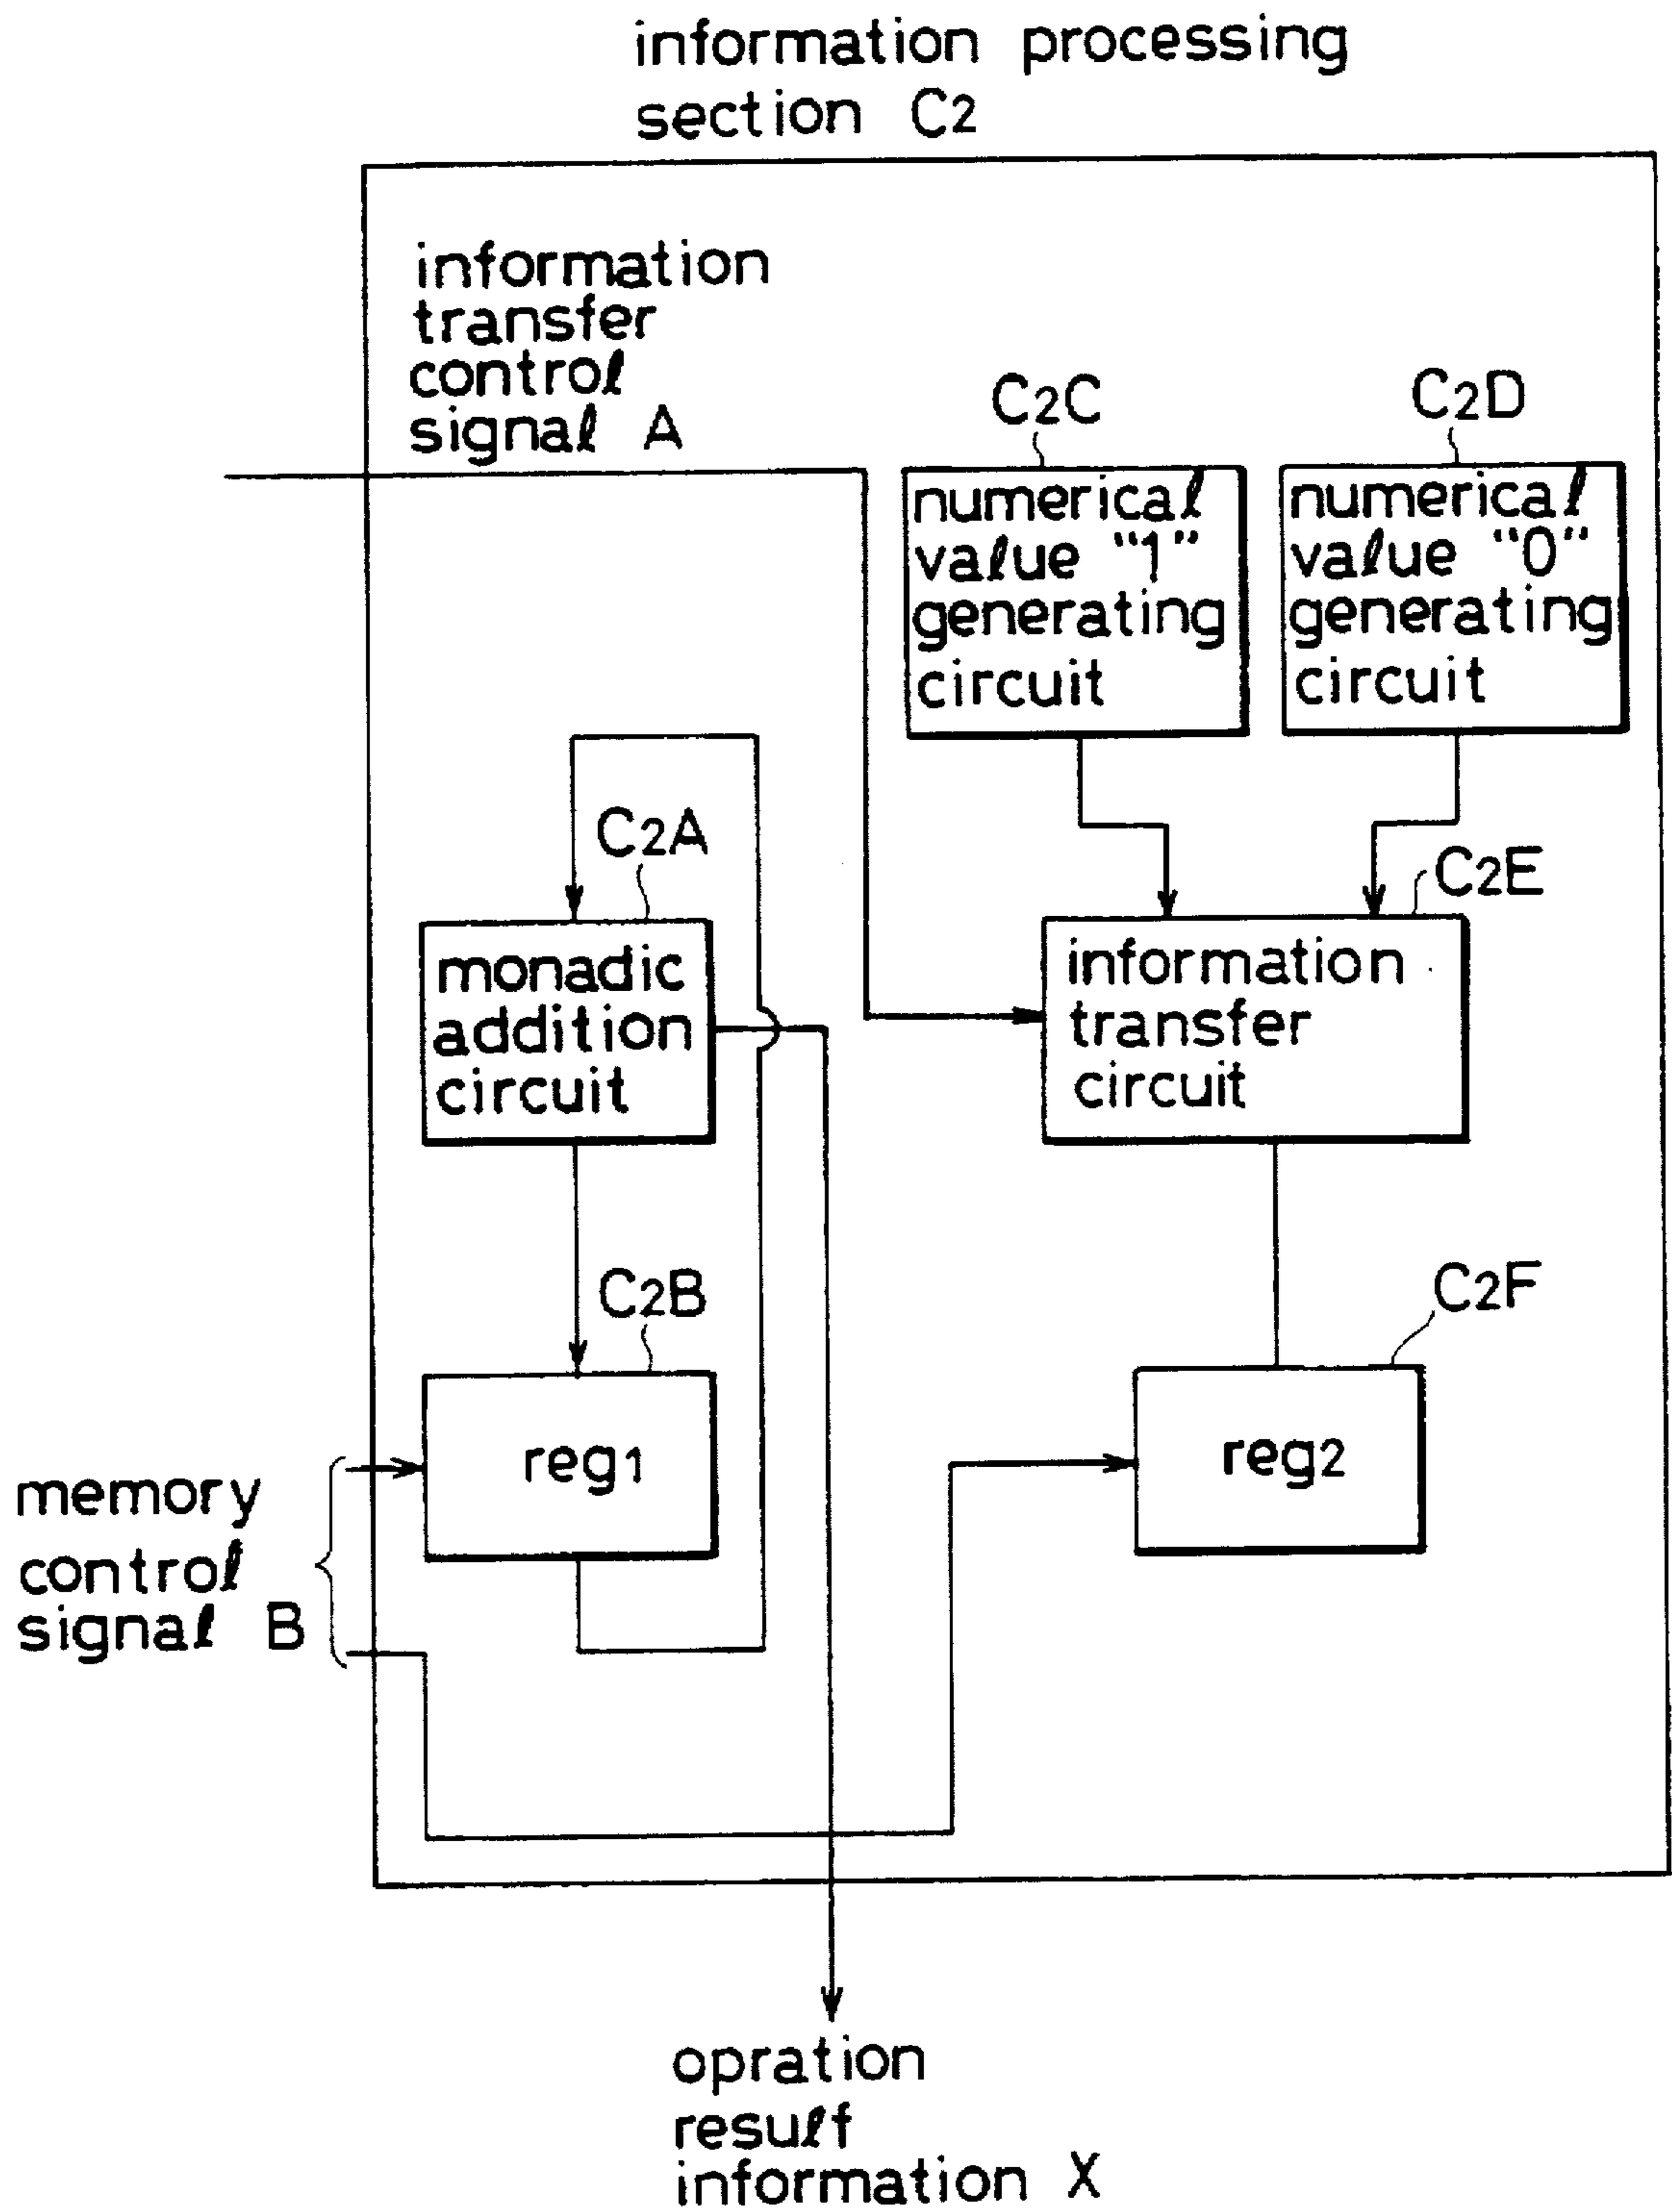 information processing
section C2
information
transfer
control
signal A
C2C
C2D
numerical
value "1"
generating
circuit
numerical
value "0"
generating
circuit
C2A
C2E
monadic
addition
circuit
information
transfer
circuit
C2B
C2F
reg1
reg2
memory
control
signal B
opration
resulf
information X